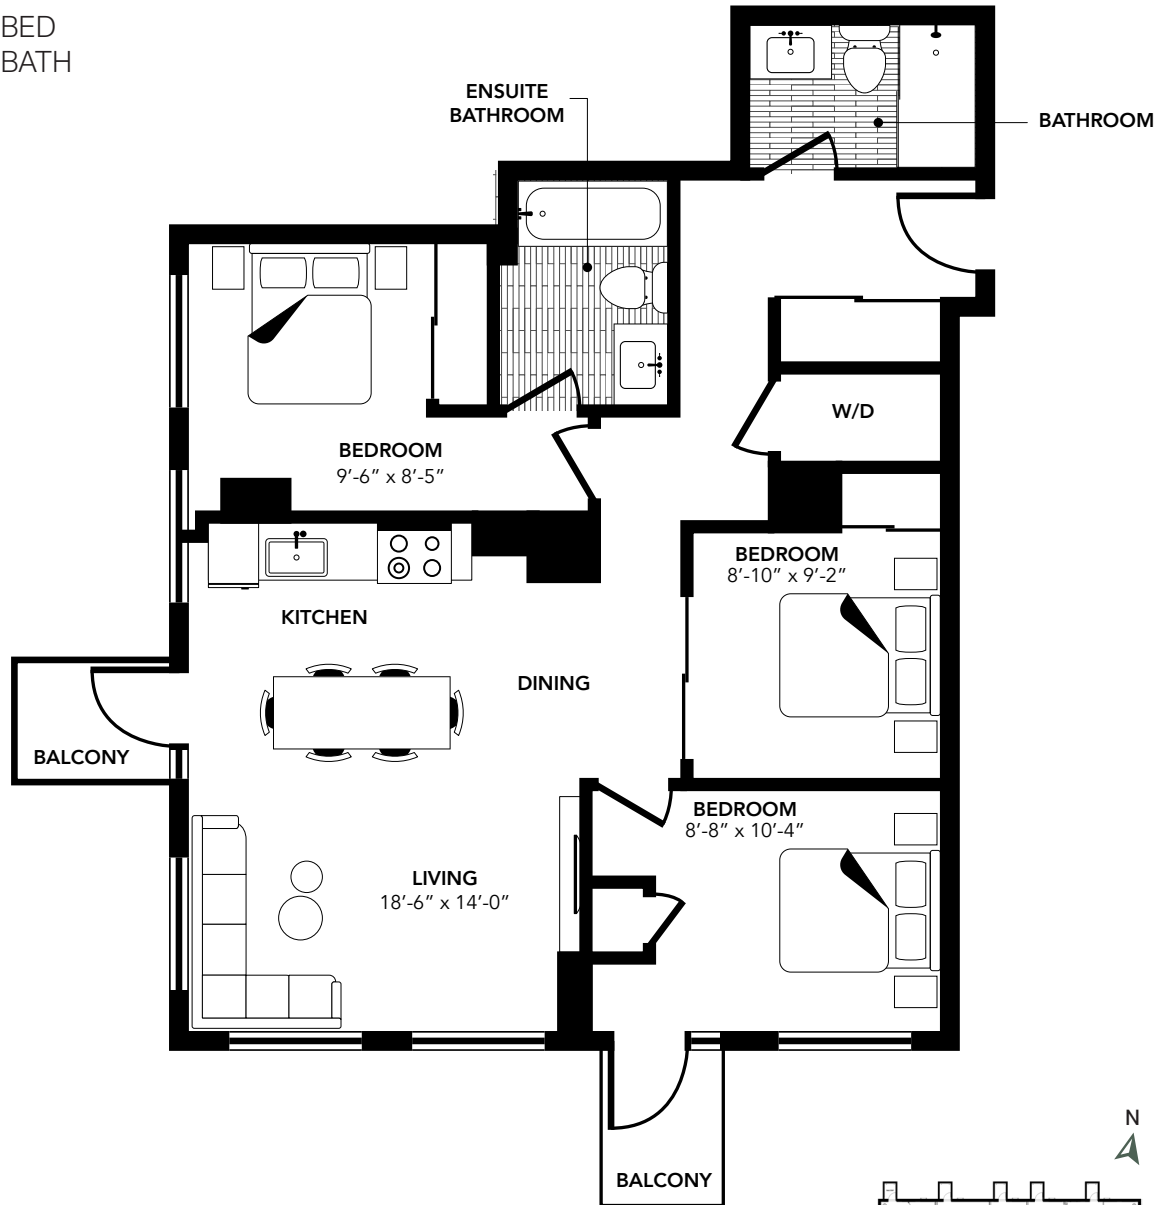 BED
BATH
ENSUITE
BATHROOM
BATHROOM
BEDROOM
9’-6” x 8’-5”
W/D
BEDROOM
8’-10” x 9’-2”
KITCHEN
DINING
BALCONY
BEDROOM
8’-8” x 10’-4”
LIVING
18’-6” x 14’-0”
N
BALCONY